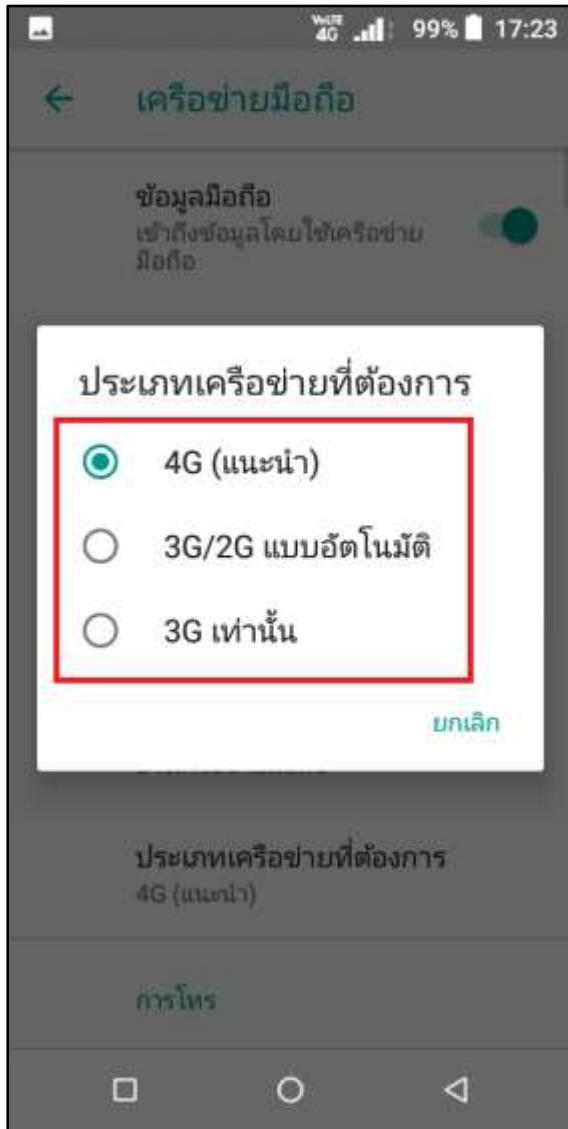 VoLTE 4G 99% 17:23
เครือข่ายมือถือ
ข้อมูลมือถือ
เข้าถึงข้อมูลโดยใช้เครือข่าย
มือถือ
ประเภทเครือข่ายที่ต้องการ
4G (แนะนำ)
3G/2G แบบอัตโนมัติ
3G เท่านั้น
ยกเลิก
ประเภทเครือข่ายที่ต้องการ
4G (แนะนำ)
การโทร